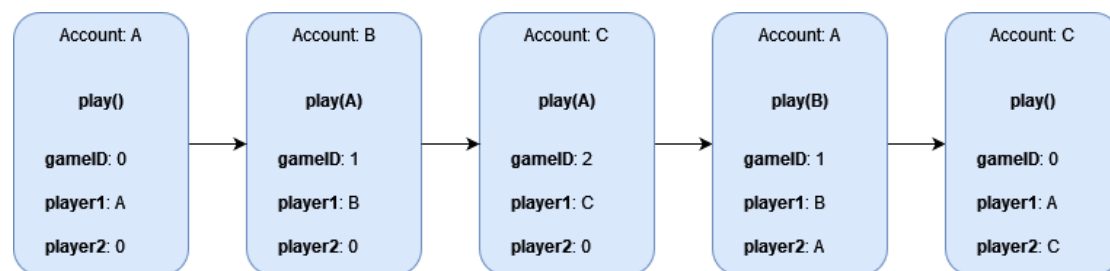 Account: A
play()
gameID: 0
player1: A
player2: 0
Account: B
play(A)
gameID: 1
player1: B
player2: 0
Account: C
play(A)
gameID: 2
player1: C
player2: 0
Account: A
play(B)
gameID: 1
player1: B
player2: A
Account: C
play()
gameID: 0
player1: A
player2: C